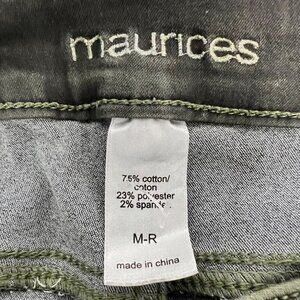 maurices
75% cotton/
coton
23% polyester
2% spandex
M-R
made in china